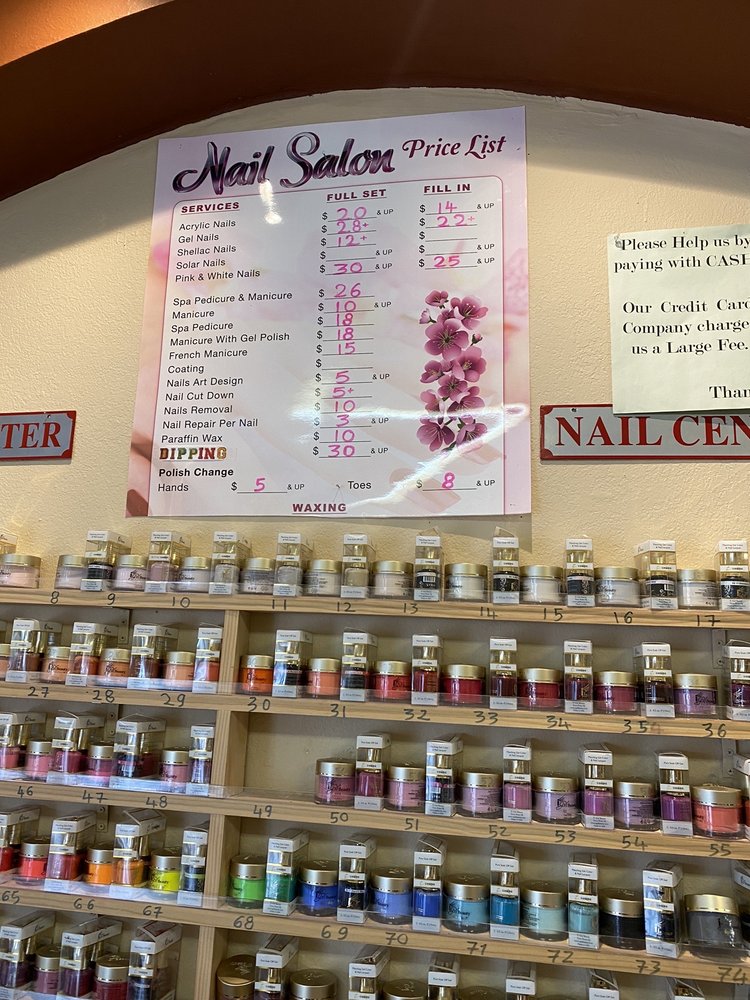 Nail Salon Price List
SERVICES FULL SET FILL IN
Acrylic Nails $ 20 & UP $ 14 & UP
Gel Nails $ 28+ $ 22+
Shellac Nails $ 12+ $
Solar Nails $ & UP $ & UP
Pink & White Nails $ 30 & UP $ 25 & UP
Spa Pedicure & Manicure $ 26
Manicure $ 10 & UP
Spa Pedicure $ 18
Manicure With Gel Polish $ 18
French Manicure $ 15
Coating $
Nails Art Design $ 5 & UP
Nail Cut Down $ 5+
Nails Removal $ 10
Nail Repair Per Nail $ 3 & UP
Paraffin Wax $ 10
DIPPING $ 30 & UP
Polish Change
Hands $ 5 & UP Toes $ 8 & UP
WAXING
Please Help us by
paying with CASH
Our Credit Card
Company charge
us a Large Fee.
Than
TER
NAIL CEN
8 9 10 11 12 13 14 15 16 17
27 28 29 30 31 32 33 34 35 36
46 47 48 49 50 51 52 53 54 55
65 66 67 68 69 70 71 72 73 74